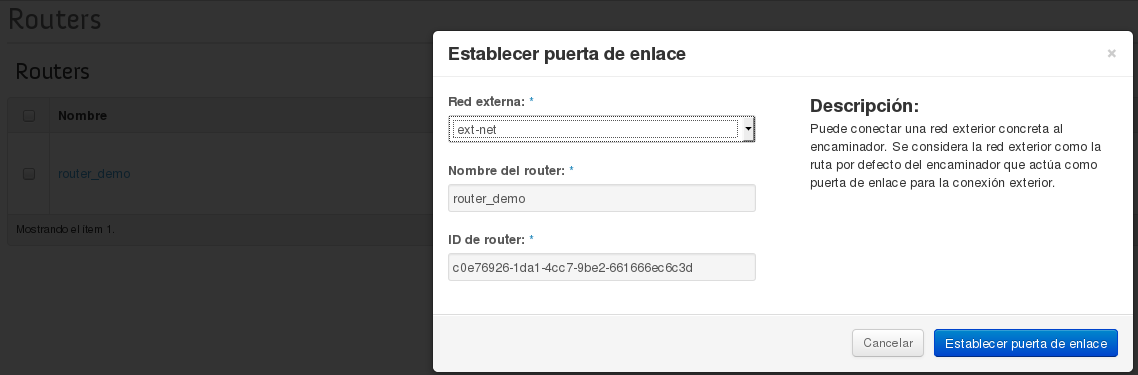 Routers
Routers
Nombre
router_demo
Mostrando el ítem 1.
Establecer puerta de enlace
×
Red externa: *
ext-net
Nombre del router: *
router_demo
ID de router: *
c0e76926-1da1-4cc7-9be2-661666ec6c3d
Descripción:
Puede conectar una red exterior concreta al
encaminador. Se considera la red exterior como la
ruta por defecto del encaminador que actúa como
puerta de enlace para la conexión exterior.
Cancelar
Establecer puerta de enlace